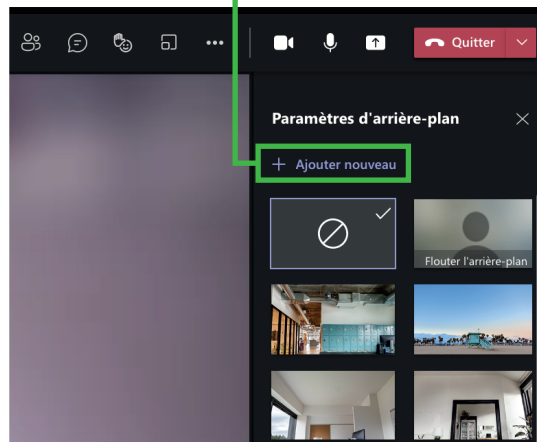 Quitter
Paramètres d'arrière-plan
Ajouter nouveau
Flouter l'arrière-plan